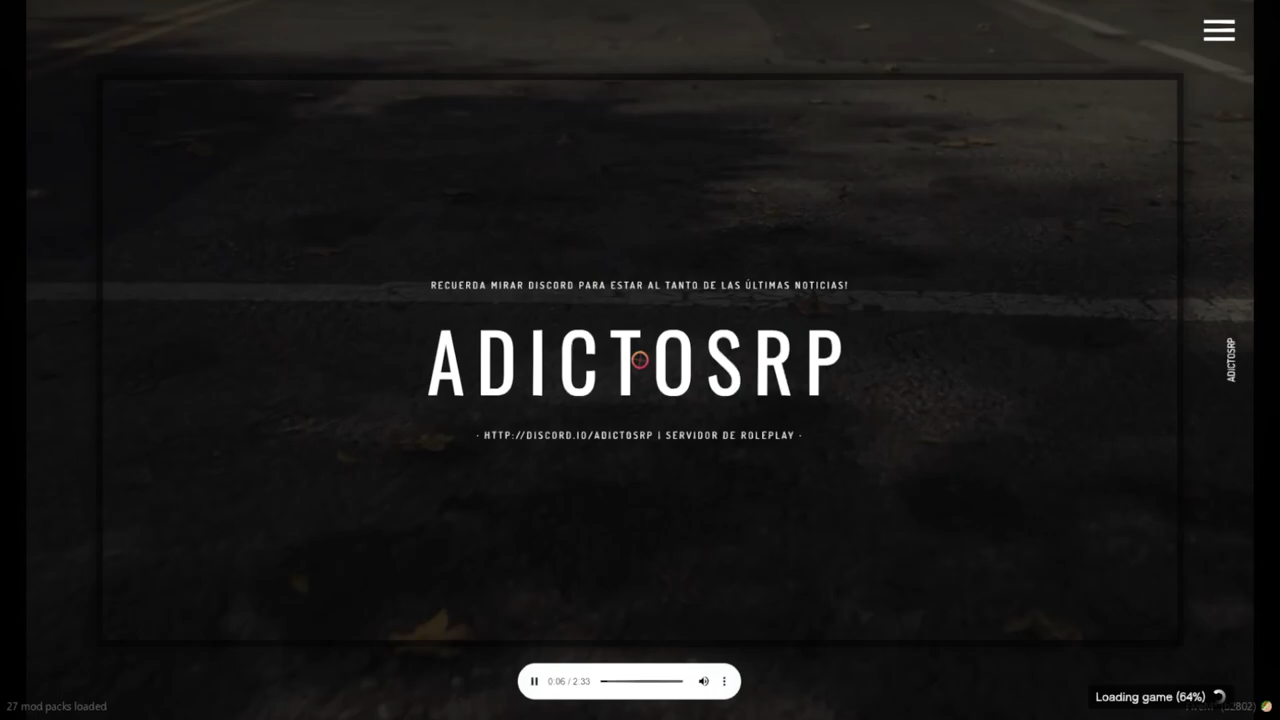 RECUERDA MIRAR DISCORD PARA ESTAR AL TANTO DE LAS ÚLTIMAS NOTICIAS!
ADICTOSRP
ADICTOSRP
· HTTP://DISCORD.IO/ADICTOSRP | SERVIDOR DE ROLEPLAY ·
0:06 / 2:33
Loading game (64%)
27 mod packs loaded